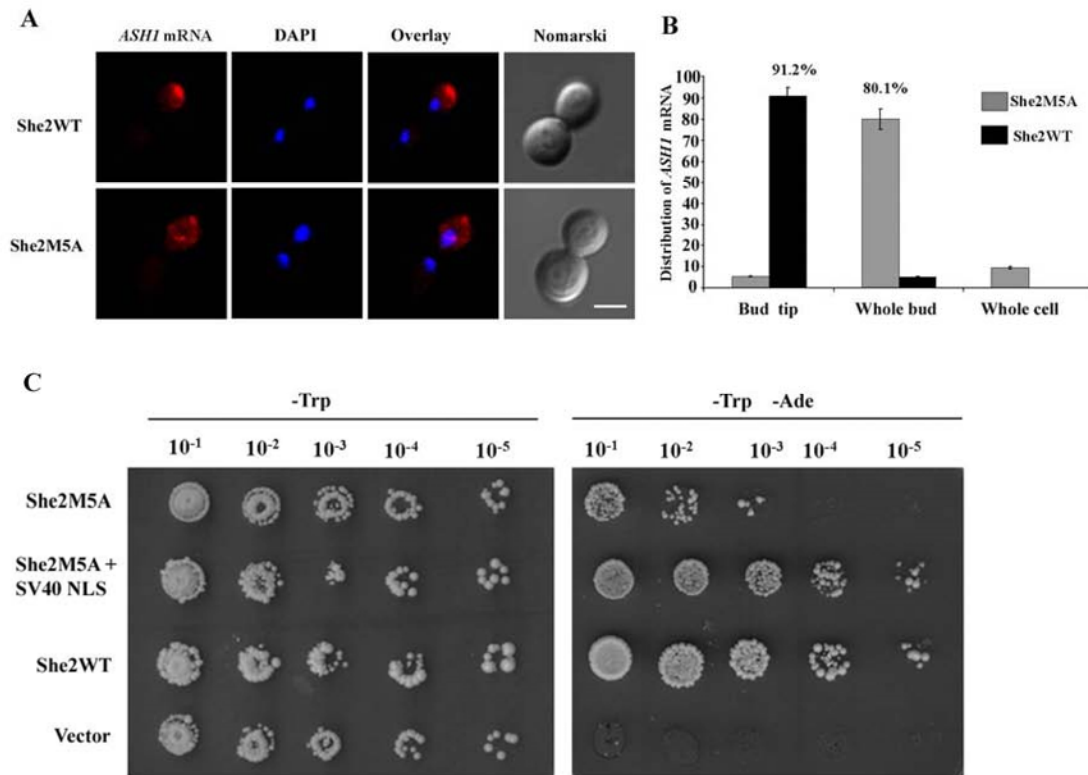 A
ASH1 mRNA DAPI Overlay Nomarski
She2WT
She2M5A
B
Distribution of ASH1 mRNA
100
90
80
70
60
50
40
30
20
10
0
91.2%
80.1%
She2M5A
She2WT
Bud tip Whole bud Whole cell
C
-Trp
10⁻¹ 10⁻² 10⁻³ 10⁻⁴ 10⁻⁵
-Trp -Ade
10⁻¹ 10⁻² 10⁻³ 10⁻⁴ 10⁻⁵
She2M5A
She2M5A +
SV40 NLS
She2WT
Vector